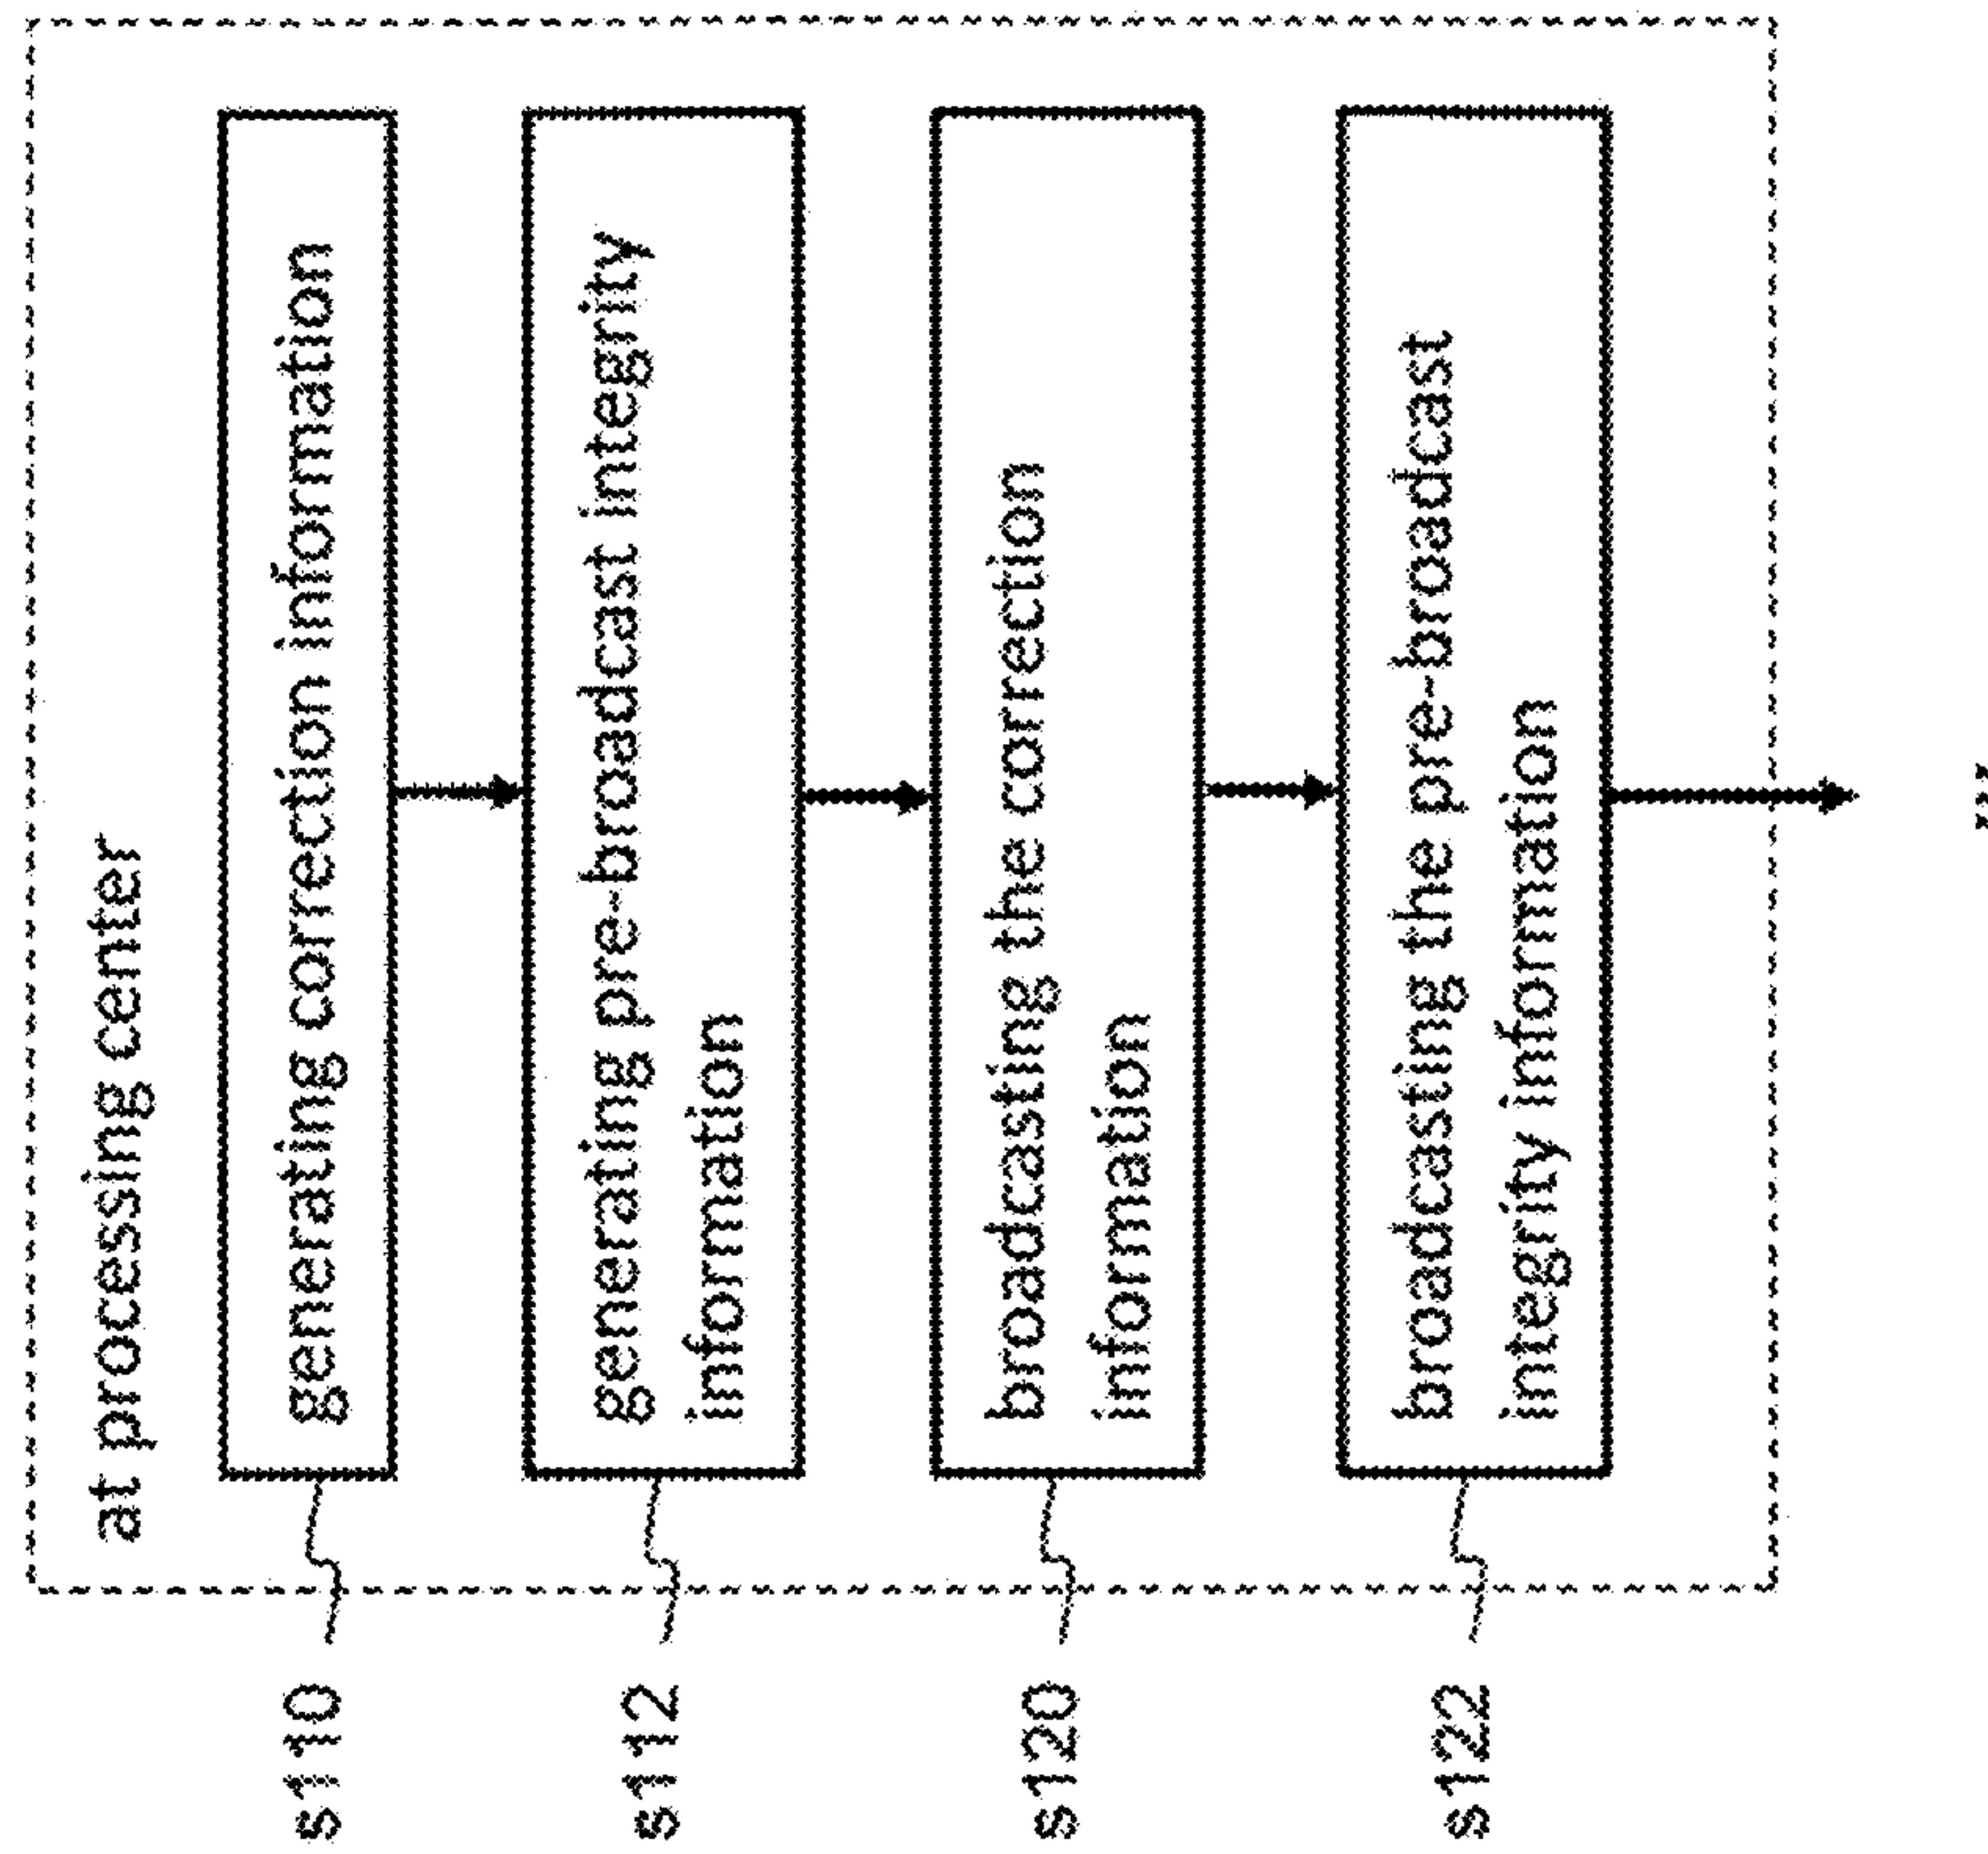 at processing center
s110
generating correction information
s112
generating pre-broadcast integrity
information
s120
broadcasting the correction
information
s122
broadcasting the pre-broadcast
integrity information